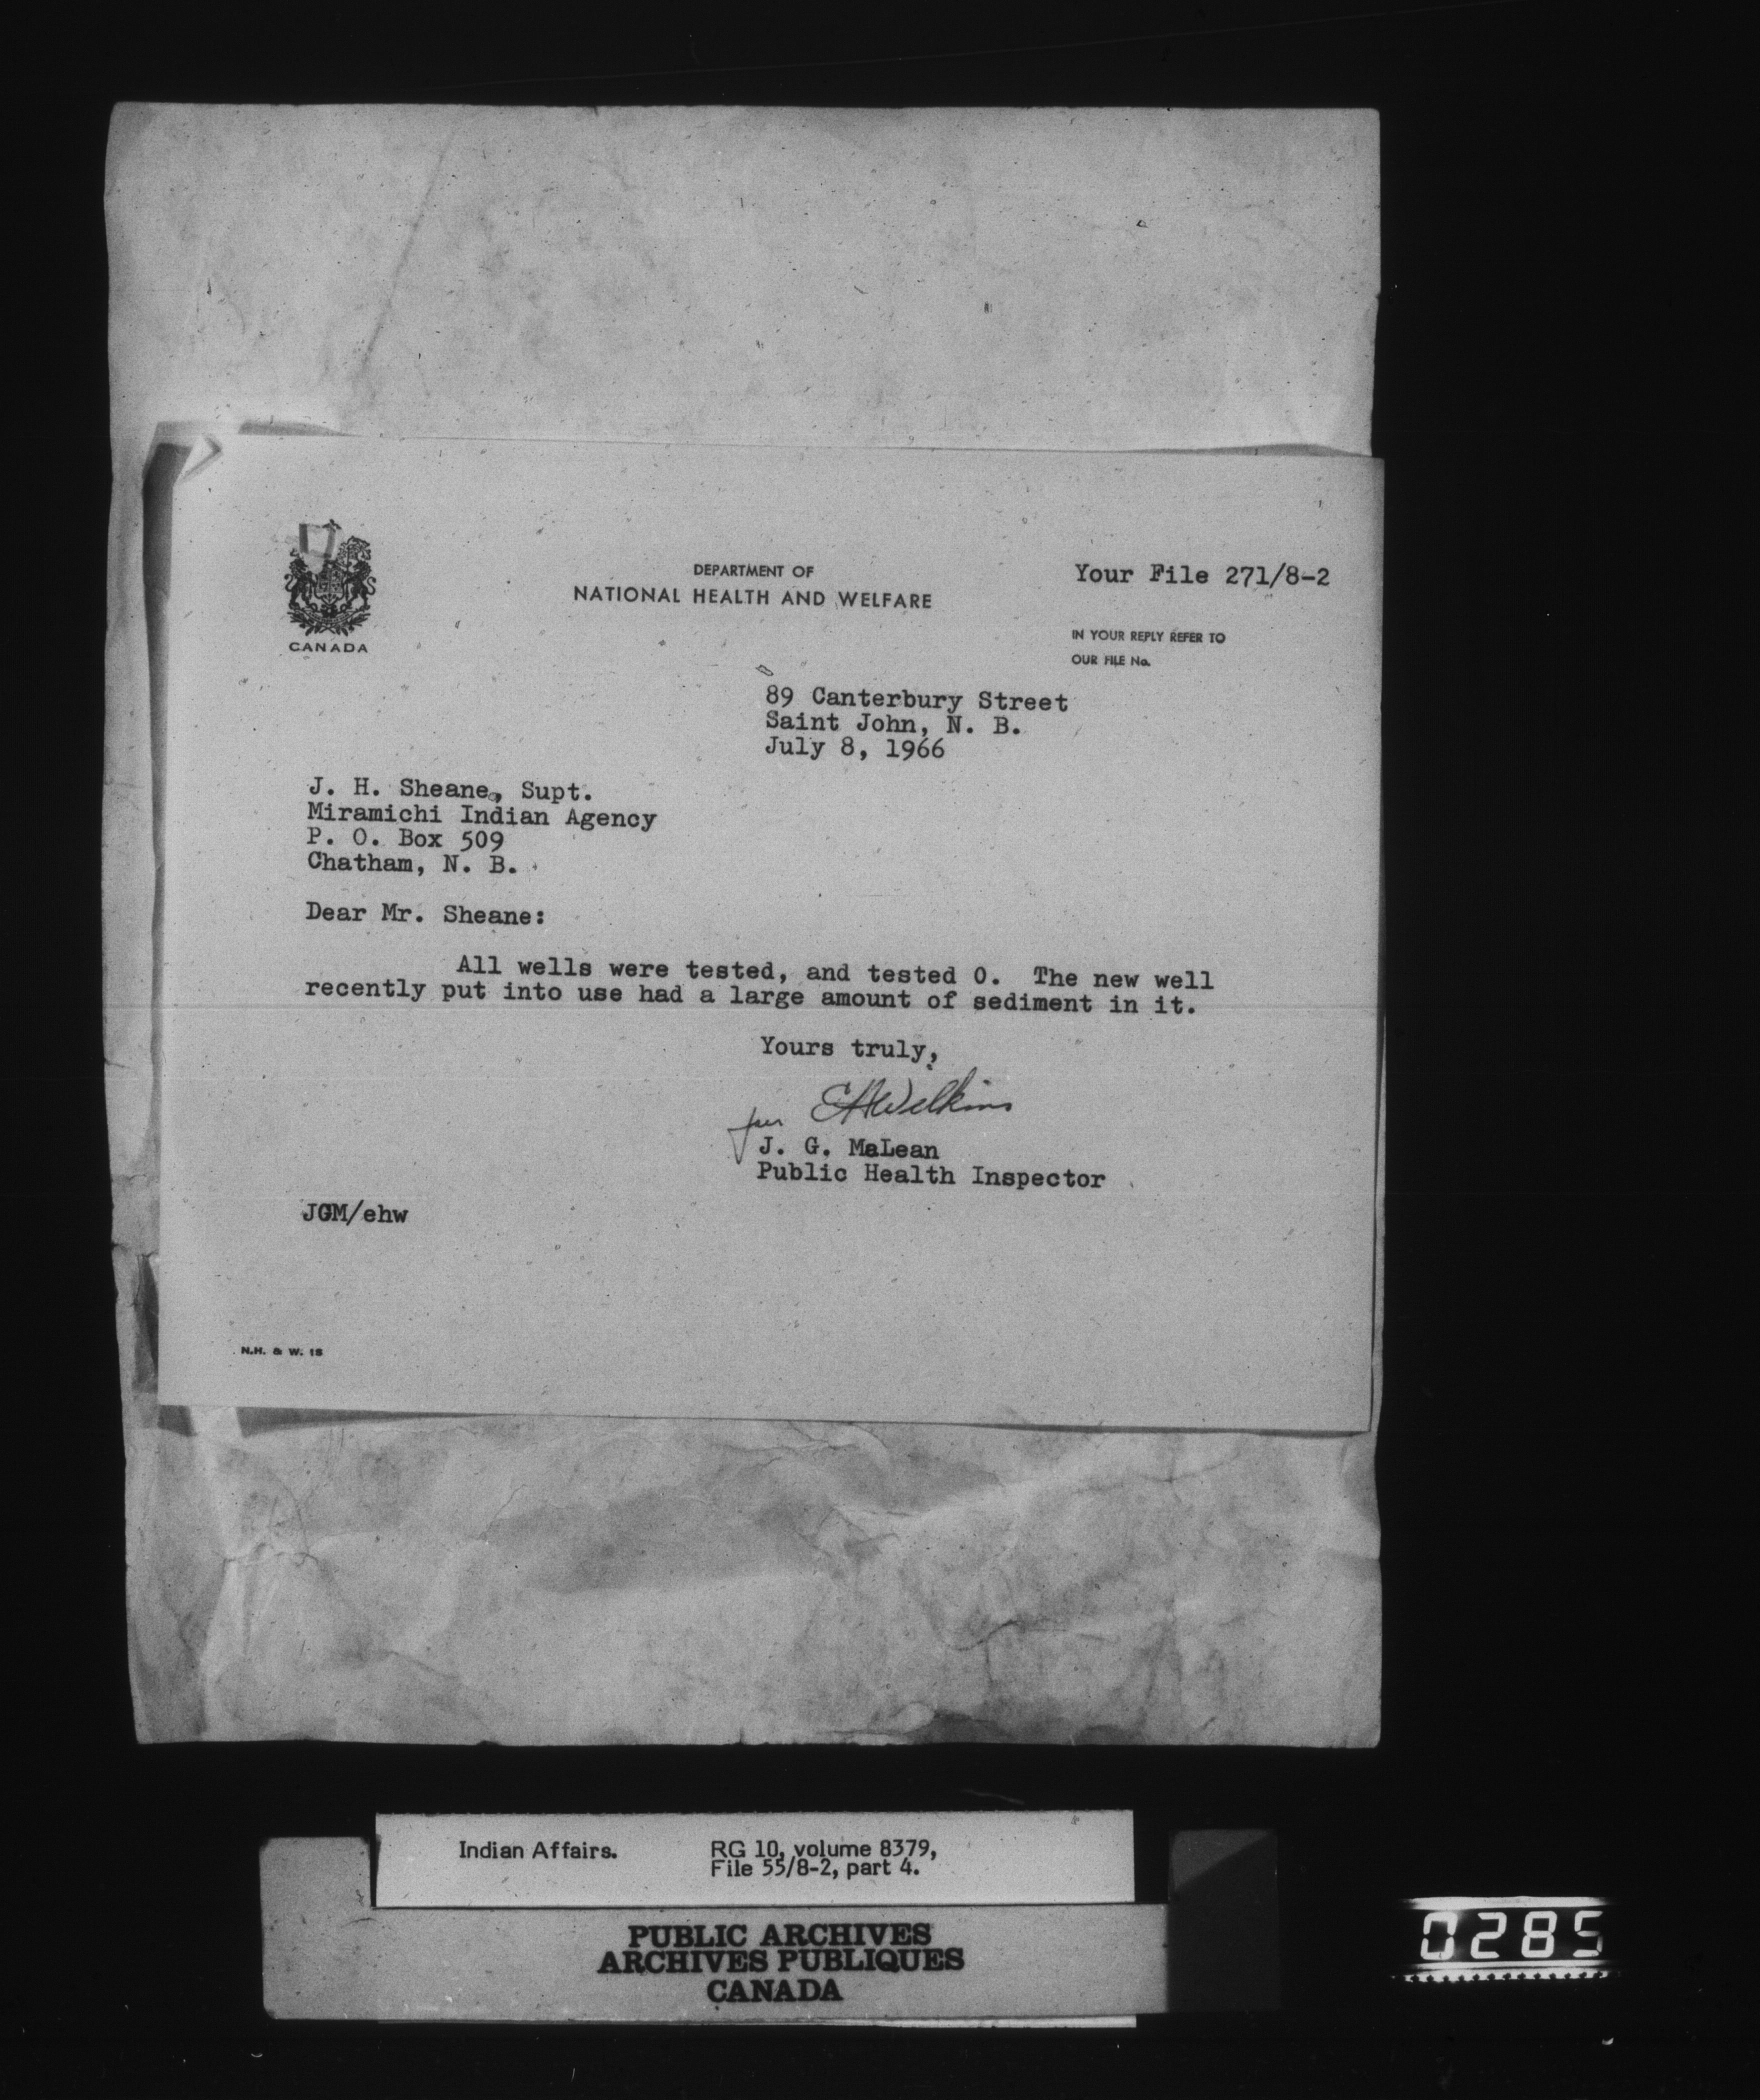 CANADA
DEPARTMENT OF
NATIONAL HEALTH AND WELFARE
Your File 271/8-2
IN YOUR REPLY REFER TO
OUR FILE No.
89 Canterbury Street
Saint John, N. B.
July 8, 1966
J. H. Sheane, Supt.
Miramichi Indian Agency
P. O. Box 509
Chatham, N. B.
Dear Mr. Sheane:
All wells were tested, and tested 0. The new well
recently put into use had a large amount of sediment in it.
Yours truly,
EHWilkins
per
J. G. MaLean
Public Health Inspector
JGM/ehw
N.H. & W. 1S
Indian Affairs. RG 10, volume 8379,
File 55/8-2, part 4.
PUBLIC ARCHIVES
ARCHIVES PUBLIQUES
CANADA
0285